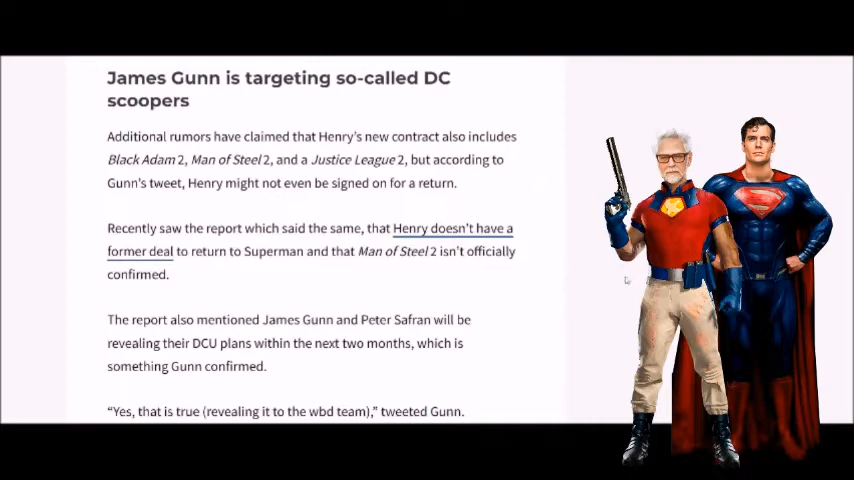 James Gunn is targeting so-called DC
scoopers
Additional rumors have claimed that Henry's new contract also includes
Black Adam 2, Man of Steel 2, and a Justice League 2, but according to
Gunn's tweet, Henry might not even be signed on for a return.
Recently saw the report which said the same, that Henry doesn't have a
former deal to return to Superman and that Man of Steel 2 isn't officially
confirmed.
The report also mentioned James Gunn and Peter Safran will be
revealing their DCU plans within the next two months, which is
something Gunn confirmed.
“Yes, that is true (revealing it to the wbd team),” tweeted Gunn.